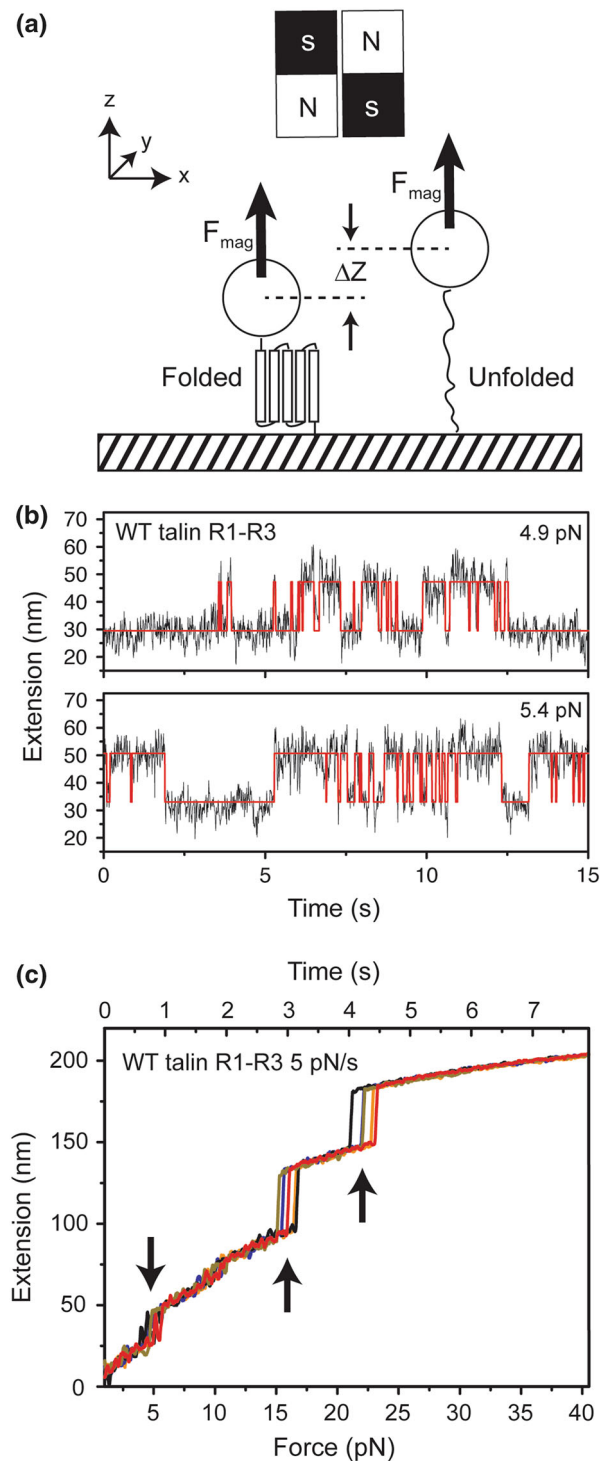 (a)
s N
N s
z
y
x
F mag
F mag
ΔZ
Folded
Unfolded
(b)
WT talin R1-R3
4.9 pN
70
60
50
40
30
20
5.4 pN
70
60
50
40
30
20
Extension (nm)
0 5 10 15
Time (s)
(c)
Time (s)
0 1 2 3 4 5 6 7
WT talin R1-R3 5 pN/s
200
150
100
50
0
Extension (nm)
5 10 15 20 25 30 35 40
Force (pN)